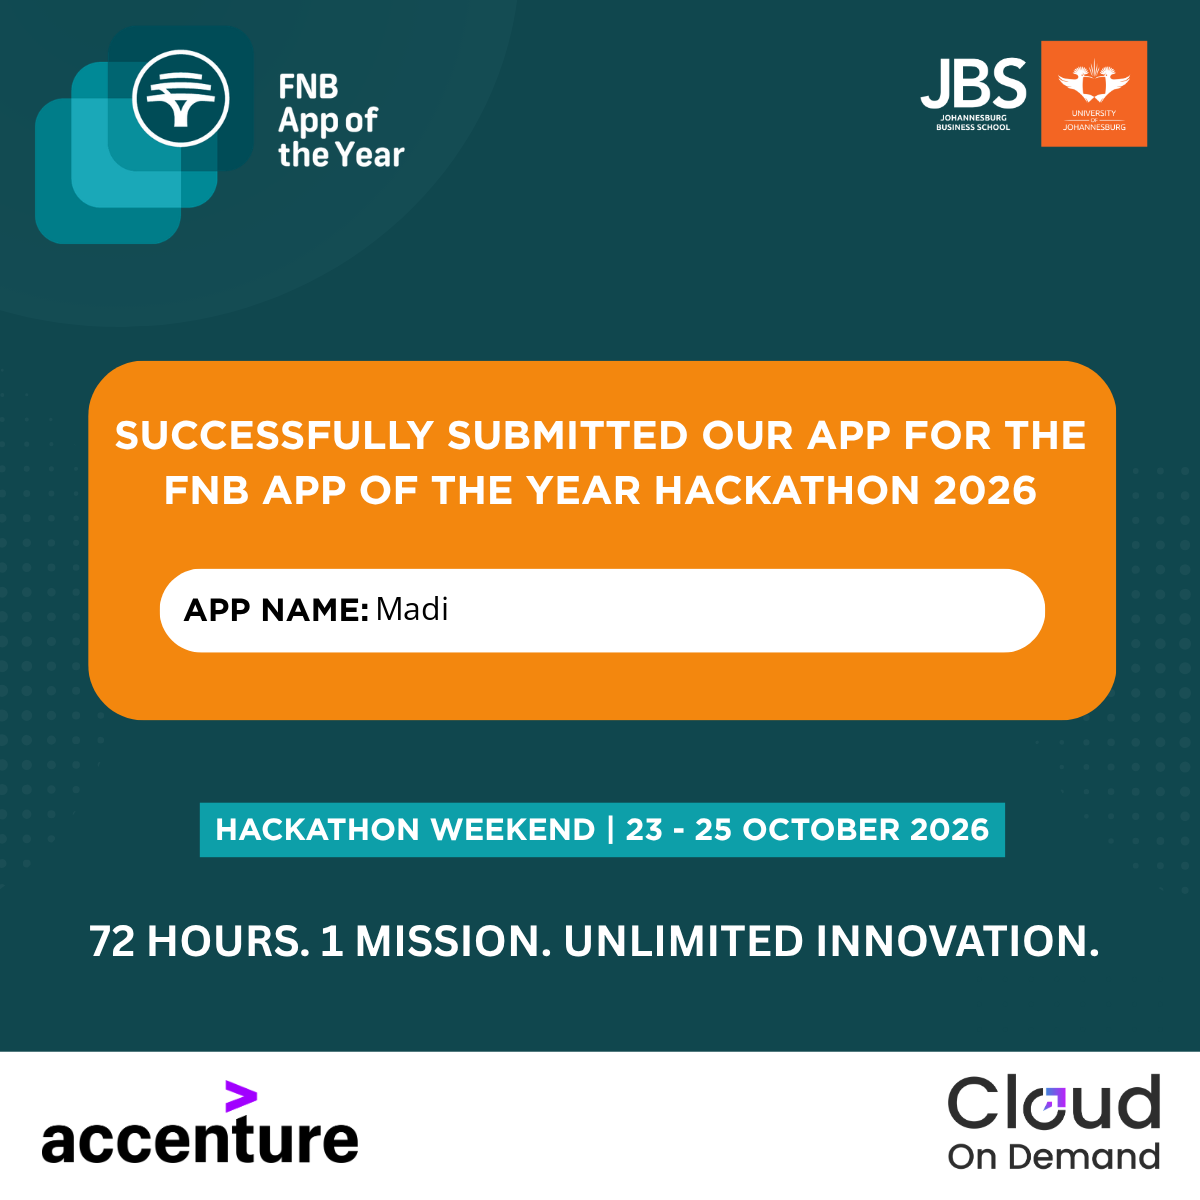 FNB
App of
the Year
JBS
JOHANNESBURG
BUSINESS SCHOOL
UNIVERSITY
OF
JOHANNESBURG
SUCCESSFULLY SUBMITTED OUR APP FOR THE
FNB APP OF THE YEAR HACKATHON 2026
APP NAME: Madi
HACKATHON WEEKEND | 23 - 25 OCTOBER 2026
72 HOURS. 1 MISSION. UNLIMITED INNOVATION.
accenture
Cloud
On Demand